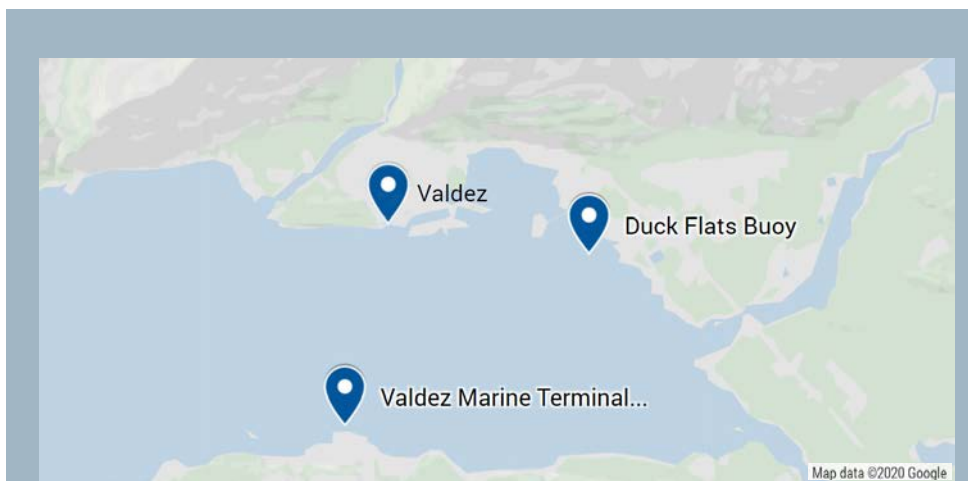 Valdez
Duck Flats Buoy
Valdez Marine Terminal...
Map data ©2020 Google